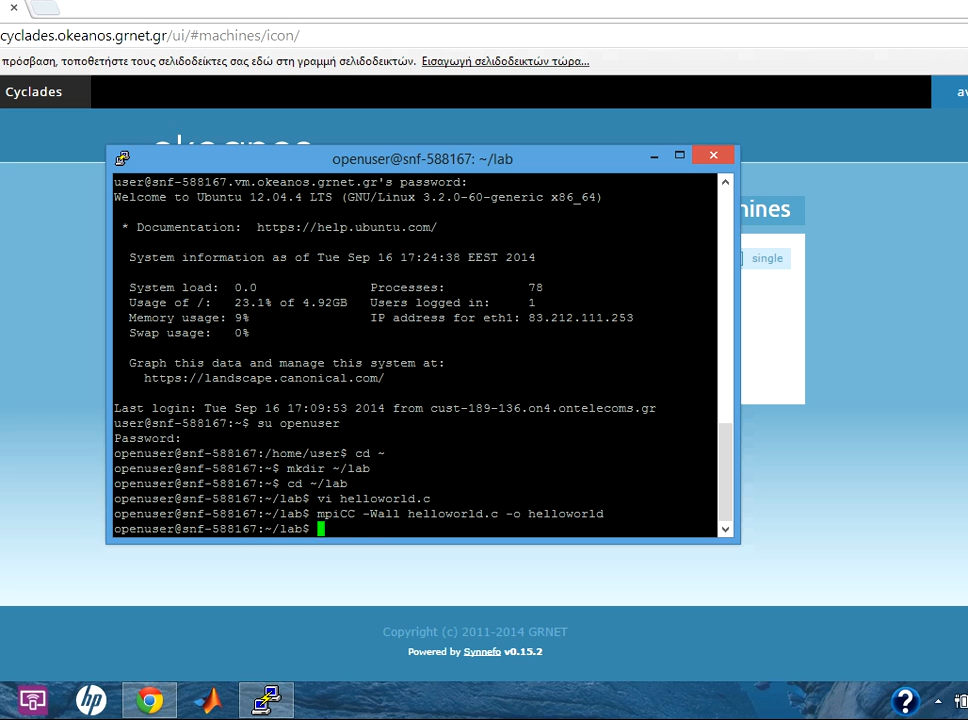 cyclades.okeanos.grnet.gr/ui/#machines/icon/
πρόσβαση, τοποθετήστε τους σελιδοδείκτες σας εδώ στη γραμμή σελιδοδεικτών. Εισαγωγή σελιδοδεικτών τώρα...
Cyclades
okeanos
openuser@snf-588167: ~/lab
user@snf-588167.vm.okeanos.grnet.gr's password:
Welcome to Ubuntu 12.04.4 LTS (GNU/Linux 3.2.0-60-generic x86_64)
* Documentation: https://help.ubuntu.com/
System information as of Tue Sep 16 17:24:38 EEST 2014
System load: 0.0 Processes: 78
Usage of /: 23.1% of 4.92GB Users logged in: 1
Memory usage: 9% IP address for eth1: 83.212.111.253
Swap usage: 0%
Graph this data and manage this system at:
https://landscape.canonical.com/
Last login: Tue Sep 16 17:09:53 2014 from cust-189-136.on4.ontelecoms.gr
user@snf-588167:~$ su openuser
Password:
openuser@snf-588167:/home/user$ cd ~
openuser@snf-588167:~$ mkdir ~/lab
openuser@snf-588167:~$ cd ~/lab
openuser@snf-588167:~/lab$ vi helloworld.c
openuser@snf-588167:~/lab$ mpiCC -Wall helloworld.c -o helloworld
openuser@snf-588167:~/lab$
hines
single
Copyright (c) 2011-2014 GRNET
Powered by Synnefo v0.15.2
hp
?